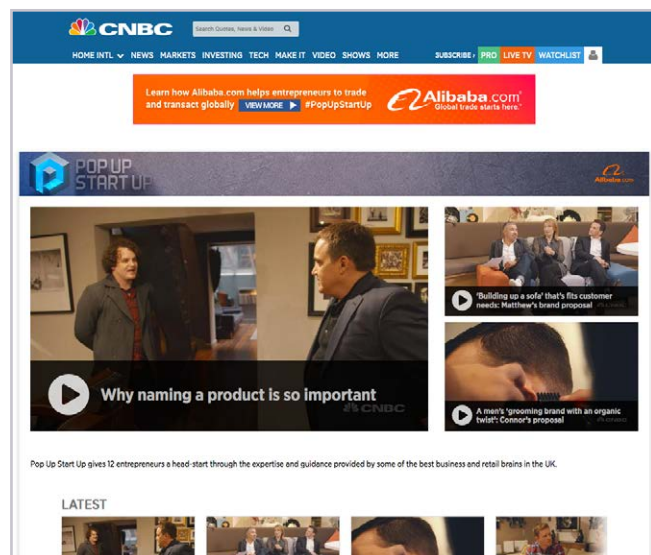 CNBC
Search Quotes, News & Video
HOME INTL NEWS MARKETS INVESTING TECH MAKE IT VIDEO SHOWS MORE SUBSCRIBE PRO LIVE TV WATCHLIST
Learn how Alibaba.com helps entrepreneurs to trade
and transact globally VIEW MORE #PopUpStartUp
Alibaba.com
Global trade starts here.™
POP UP
START UP
Alibaba.com
Why naming a product is so important
CNBC
'Building up a sofa' that's fits customer
needs: Matthew's brand proposal
A men's 'grooming brand with an organic
twist': Connor's proposal
Pop Up Start Up gives 12 entrepreneurs a head-start through the expertise and guidance provided by some of the best business and retail brains in the UK.
LATEST